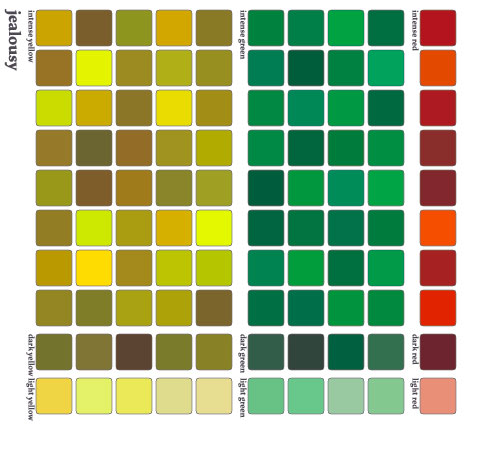 jealousy
intense yellow
dark yellow
light yellow
intense green
dark green
light green
intense red
dark red
light red